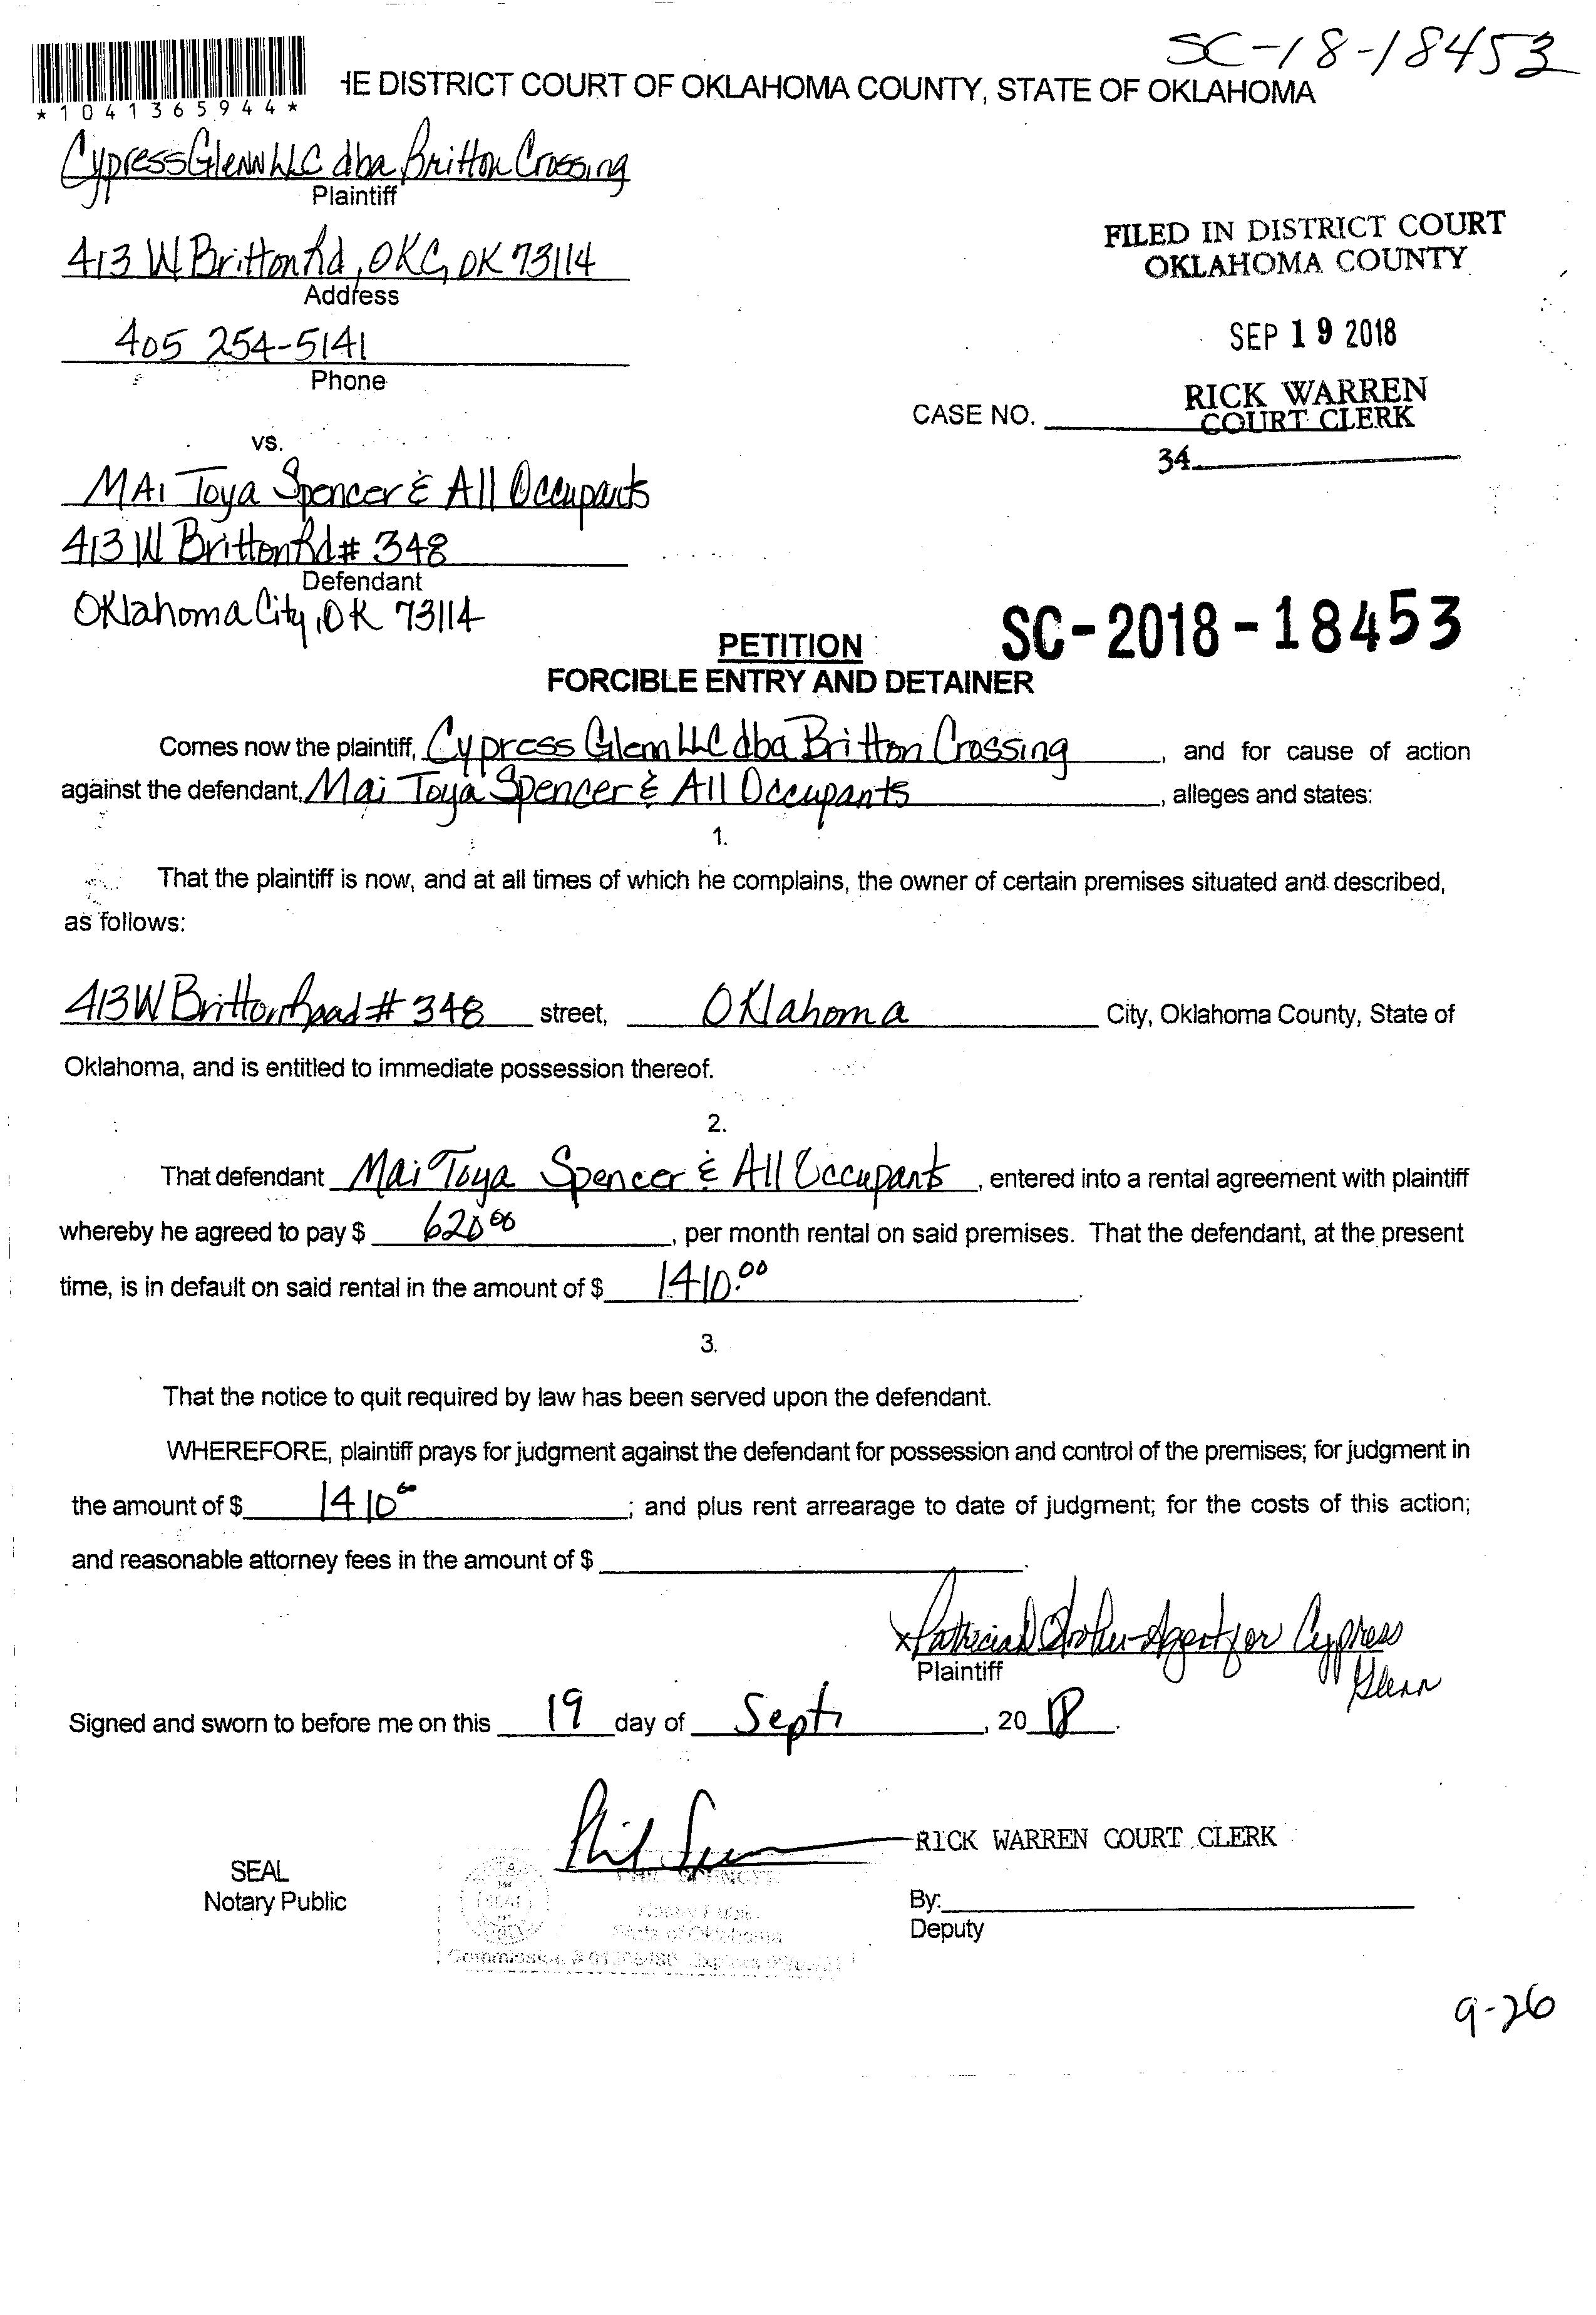 SC-18-18453
*1041365944*
HE DISTRICT COURT OF OKLAHOMA COUNTY, STATE OF OKLAHOMA
Cypress Glenn LLC dba Britton Crossing
Plaintiff
413 W Britton Rd, OKC, OK 73114
Address
405 254-5141
Phone
FILED IN DISTRICT COURT
OKLAHOMA COUNTY
SEP 19 2018
RICK WARREN
COURT CLERK
CASE NO.
34
vs.
MAi Toya Spencer & All Occupants
413 W Britton Rd # 348
Defendant
Oklahoma City, OK 73114
SC-2018-18453
PETITION
FORCIBLE ENTRY AND DETAINER
Comes now the plaintiff, Cypress Glenn LLC dba Britton Crossing, and for cause of action
against the defendant, Mai Toya Spencer & All Occupants, alleges and states:
1.
That the plaintiff is now, and at all times of which he complains, the owner of certain premises situated and described,
as follows:
413 W Britton Road # 348 street, Oklahoma City, Oklahoma County, State of
Oklahoma, and is entitled to immediate possession thereof.
2.
That defendant Mai Toya Spencer & All Occupants, entered into a rental agreement with plaintiff
whereby he agreed to pay $ 620.00, per month rental on said premises. That the defendant, at the present
time, is in default on said rental in the amount of $ 1410.00.
3.
That the notice to quit required by law has been served upon the defendant.
WHEREFORE, plaintiff prays for judgment against the defendant for possession and control of the premises; for judgment in
the amount of $ 1410.00; and plus rent arrearage to date of judgment; for the costs of this action;
and reasonable attorney fees in the amount of $ .
x Patricia Agent for Cypress
Glenn
Plaintiff
Signed and sworn to before me on this 19 day of Sept, 2018.
RICK WARREN COURT CLERK
SEAL
Notary Public
Notary Public
State of Oklahoma
By:
Deputy
9-26